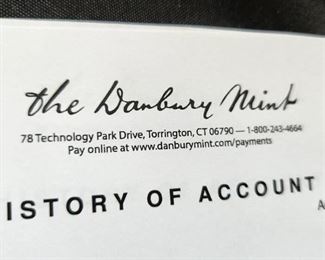 the Danbury Mint
78 Technology Park Drive, Torrington, CT 06790 — 1-800-243-4664
Pay online at www.danburymint.com/payments
ISTORY OF ACCOUNT
A